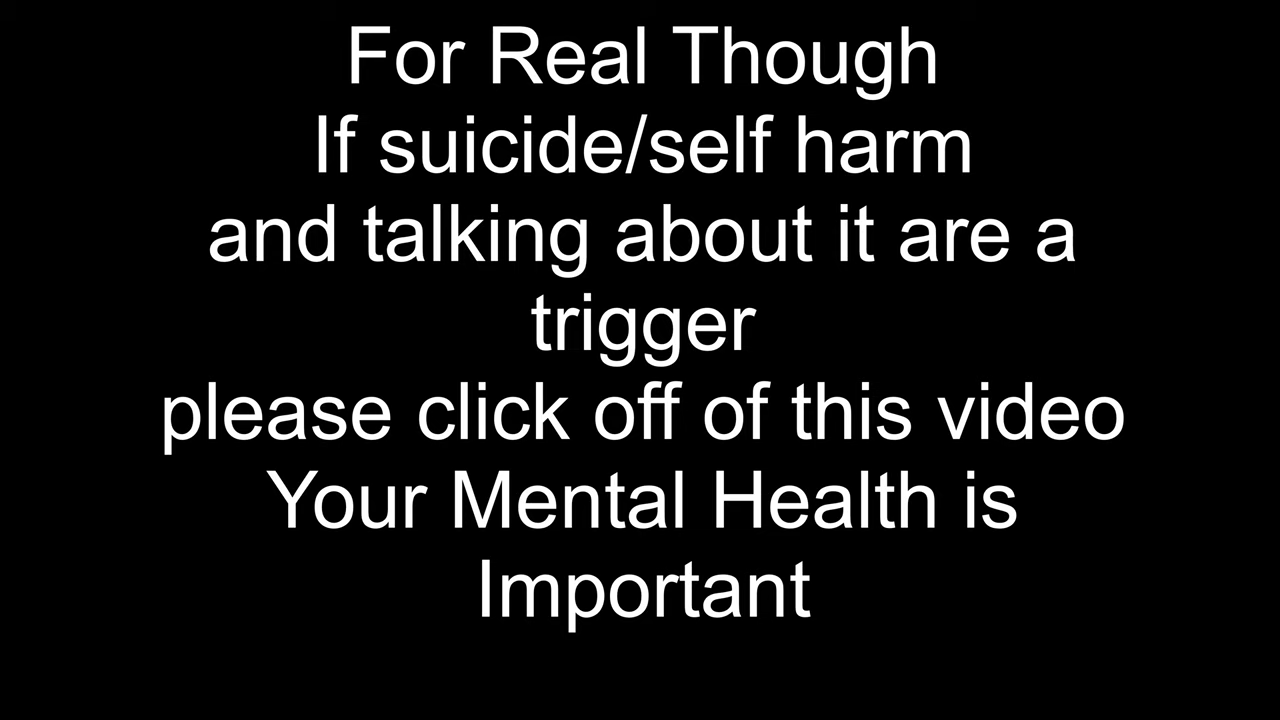 For Real Though
If suicide/self harm
and talking about it are a
trigger
please click off of this video
Your Mental Health is
Important